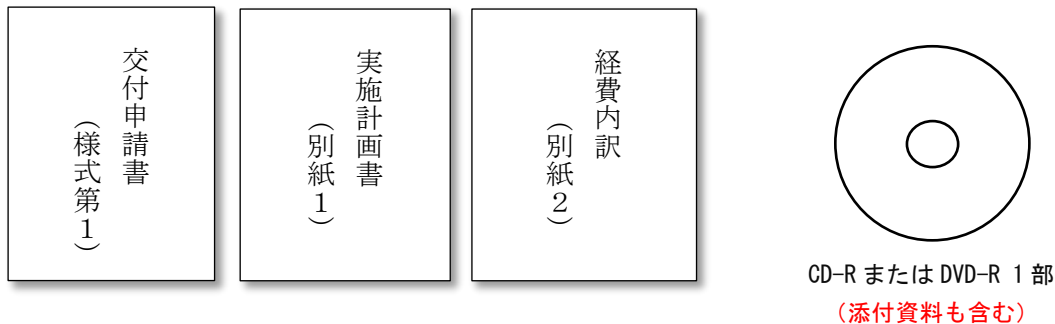 交付申請書
（様式第１）
実施計画書
（別紙１）
経費内訳
（別紙２）
CD-R または DVD-R 1 部
（添付資料も含む）